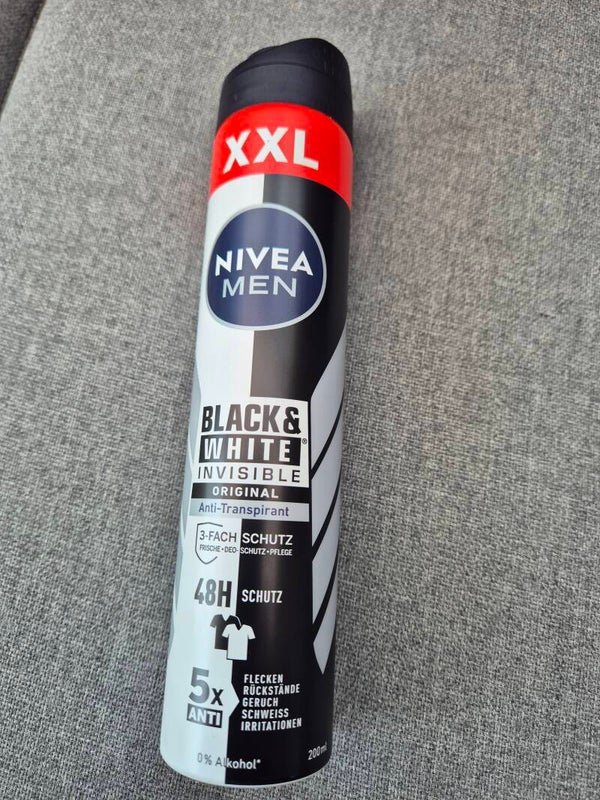 XXL
NIVEA
MEN
BLACK&
WHITE®
INVISIBLE
ORIGINAL
Anti-Transpirant
3-FACH SCHUTZ
FRISCHE•DEO-SCHUTZ•PFLEGE
48H SCHUTZ
5x
ANTI
FLECKEN
RÜCKSTÄNDE
GERUCH
SCHWEISS
IRRITATIONEN
0% Alkohol*
200ml